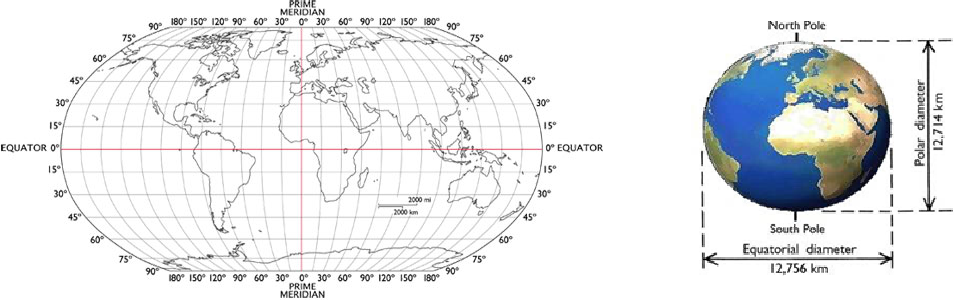 PRIME
MERIDIAN
180° 150° 120° 90° 60° 30° 0° 30° 60° 90° 120° 150° 180°
90° 90°
75° 75°
60° 60°
45° 45°
30° 30°
15° 15°
EQUATOR 0° 0° EQUATOR
15° 15°
30° 30°
2000 mi
2000 km
45° 45°
60° 60°
75° 75°
90° 90°
180° 150° 120° 90° 60° 30° 0° 30° 60° 90° 120° 150° 180°
PRIME
MERIDIAN
North Pole
Polar diameter
12,714 km
South Pole
Equatorial diameter
12,756 km